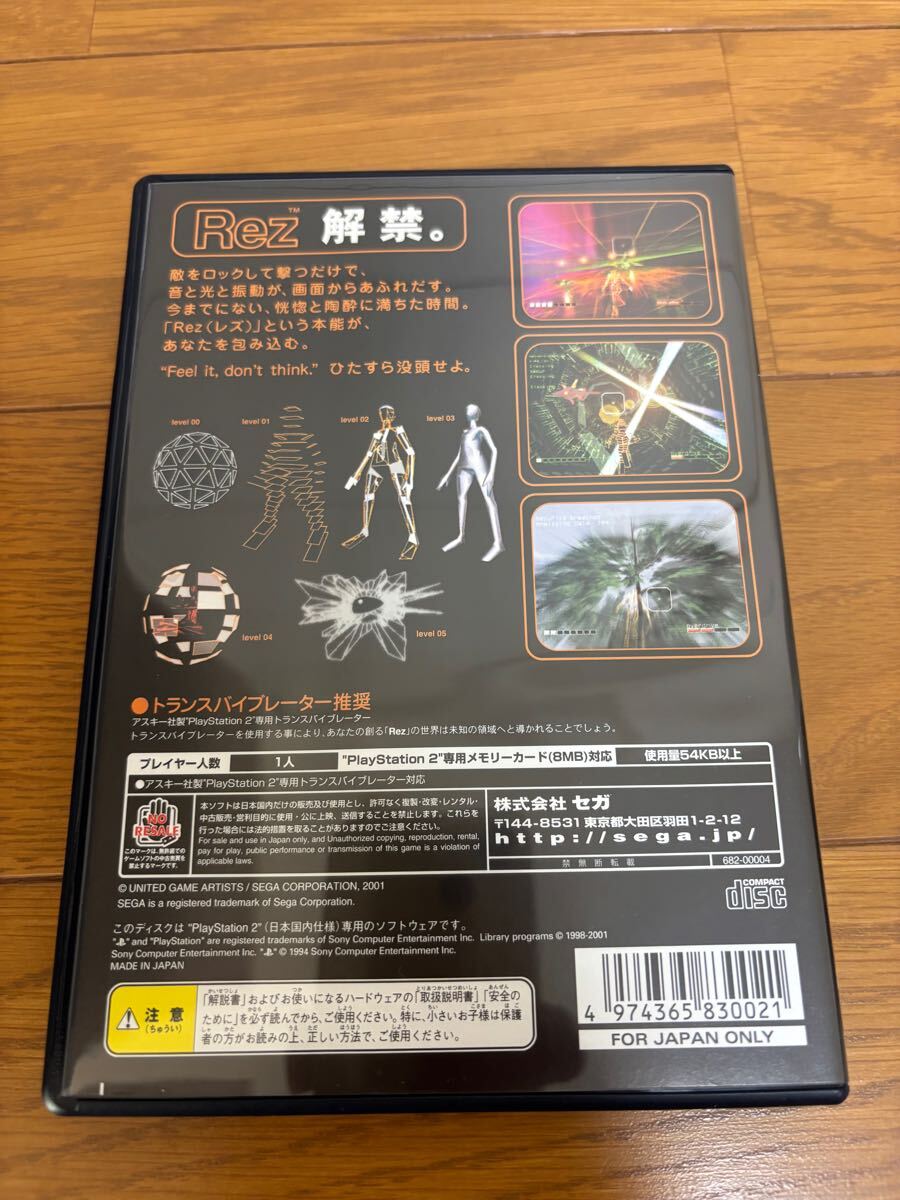 Rez™ 解禁。
敵をロックして撃つだけで、
音と光と振動が、画面からあふれだす。
今までにない、恍惚と陶酔に満ちた時間。
「Rez(レズ)」という本能が、
あなたを包み込む。
"Feel it, don't think." ひたすら没頭せよ。
level 00
level 01
level 02
level 03
level 04
level 05
overdrive
●トランスバイブレーター推奨
アスキー社製"PlayStation 2"専用トランスバイブレーター
トランスバイブレーターを使用する事により、あなたの創る「Rez」の世界は未知の領域へと導かれることでしょう。
プレイヤー人数 1人 "PlayStation 2"専用メモリーカード(8MB)対応 使用量54KB以上
●アスキー社製"PlayStation 2"専用トランスバイブレーター対応
NO RESALE
このマークは、無許諾での
ゲームソフトの中古売買を
禁止するマークです。
本ソフトは日本国内だけの販売及び使用とし、許可なく複製・改変・レンタル・
中古販売・営利目的に使用・公に上映、送信することを禁止します。これらを
行った場合には法的措置を取ることがありますのでご注意ください。
For sale and use in Japan only, and Unauthorized copying, reproduction, rental,
pay for play, public performance or transmission of this game is a violation of
applicable laws.
株式会社 セガ
〒144-8531 東京都大田区羽田1-2-12
http://sega.jp/
禁無断転載
682-00004
© UNITED GAME ARTISTS / SEGA CORPORATION, 2001
SEGA is a registered trademark of Sega Corporation.
COMPACT
disc
このディスクは "PlayStation 2"(日本国内仕様)専用のソフトウェアです。
" " and "PlayStation" are registered trademarks of Sony Computer Entertainment Inc. Library programs © 1998-2001
Sony Computer Entertainment Inc. " " © 1994 Sony Computer Entertainment Inc.
MADE IN JAPAN
注意
(ちゅうい)
「解説書」およびお使いになるハードウェアの「取扱説明書」「安全の
ために」を必ず読んでから、ご使用ください。特に、小さいお子様は保護
者の方がお読みの上、正しい方法で、ご使用ください。
4 974365 830021
FOR JAPAN ONLY